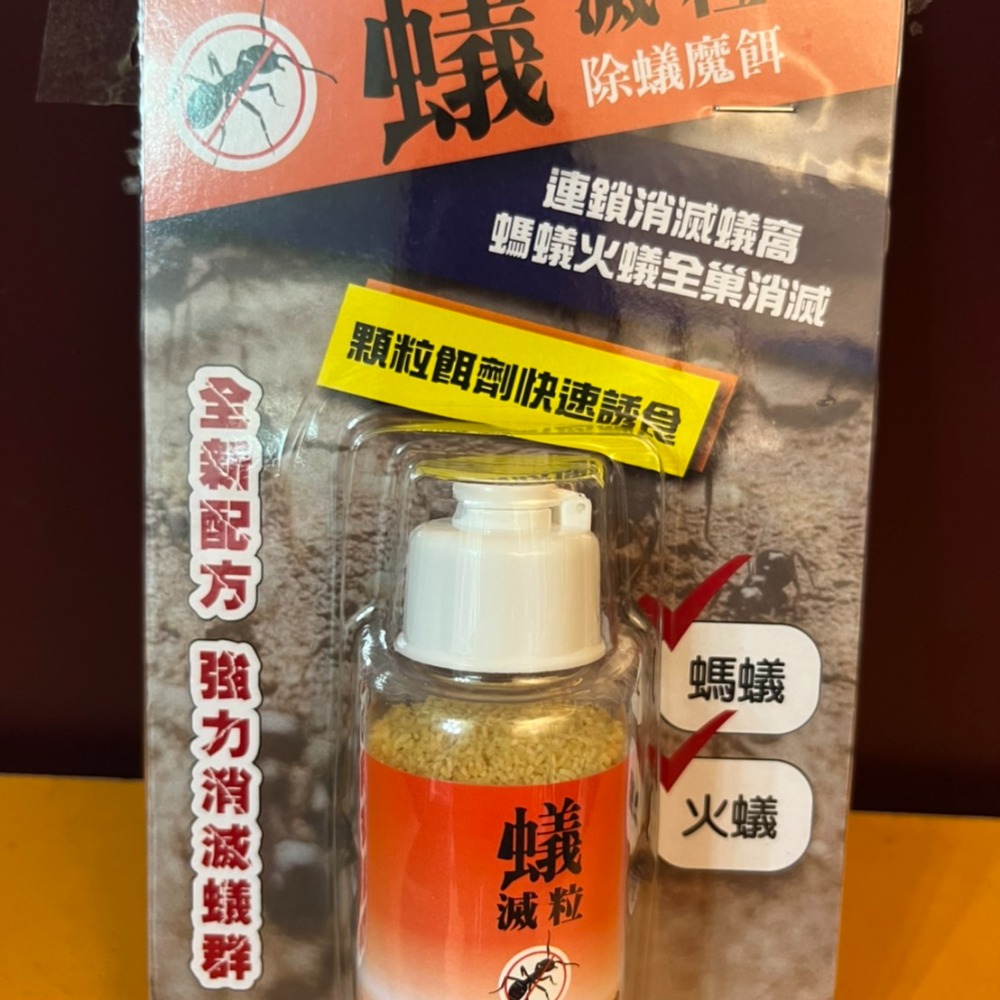 蟻 滅粒
除蟻魔餌
連鎖消滅蟻窩
螞蟻火蟻全巢消滅
顆粒餌劑快速誘食
全新配方 強力消滅蟻群
螞蟻
火蟻
蟻
滅粒